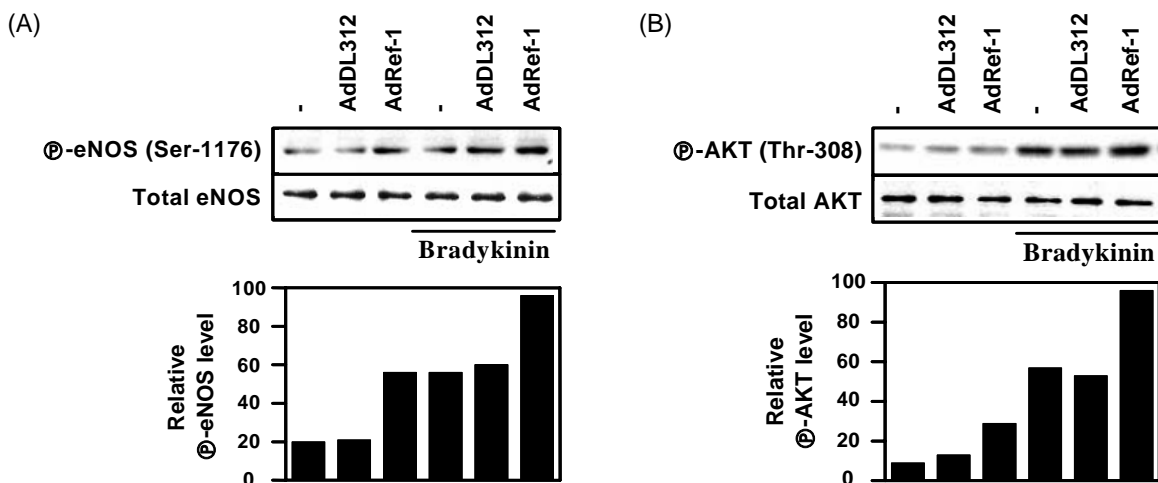 (A)
- AdDL312 AdRef-1 - AdDL312 AdRef-1
Ⓟ-eNOS (Ser-1176)
Total eNOS
Bradykinin
Relative
Ⓟ-eNOS level
100
80
60
40
20
0
(B)
- AdDL312 AdRef-1 - AdDL312 AdRef-1
Ⓟ-AKT (Thr-308)
Total AKT
Bradykinin
Relative
Ⓟ-AKT level
100
80
60
40
20
0